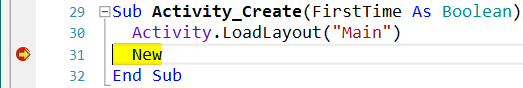 29 Sub Activity_Create(FirstTime As Boolean)
30 Activity.LoadLayout("Main")
31 New
32 End Sub